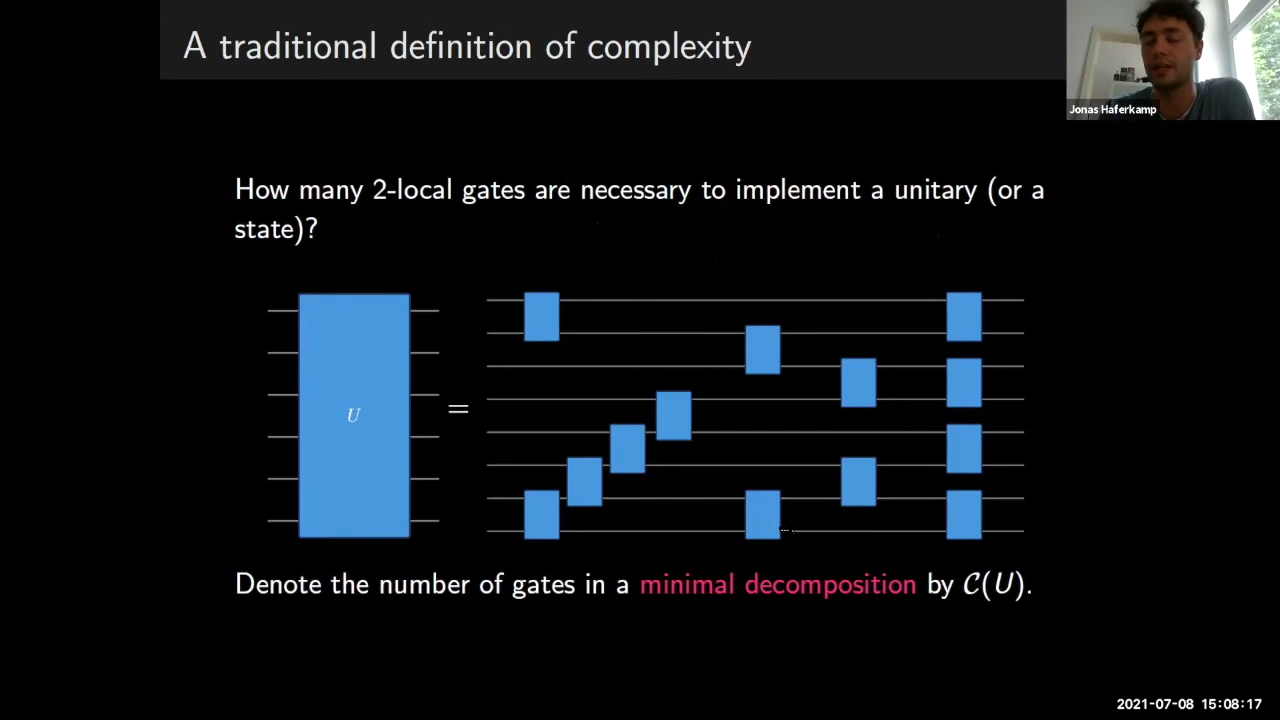 A traditional definition of complexity
Jonas Haferkamp
How many 2-local gates are necessary to implement a unitary (or a
state)?
U
=
Denote the number of gates in a minimal decomposition by 𝒞(U).
2021-07-08 15:08:17